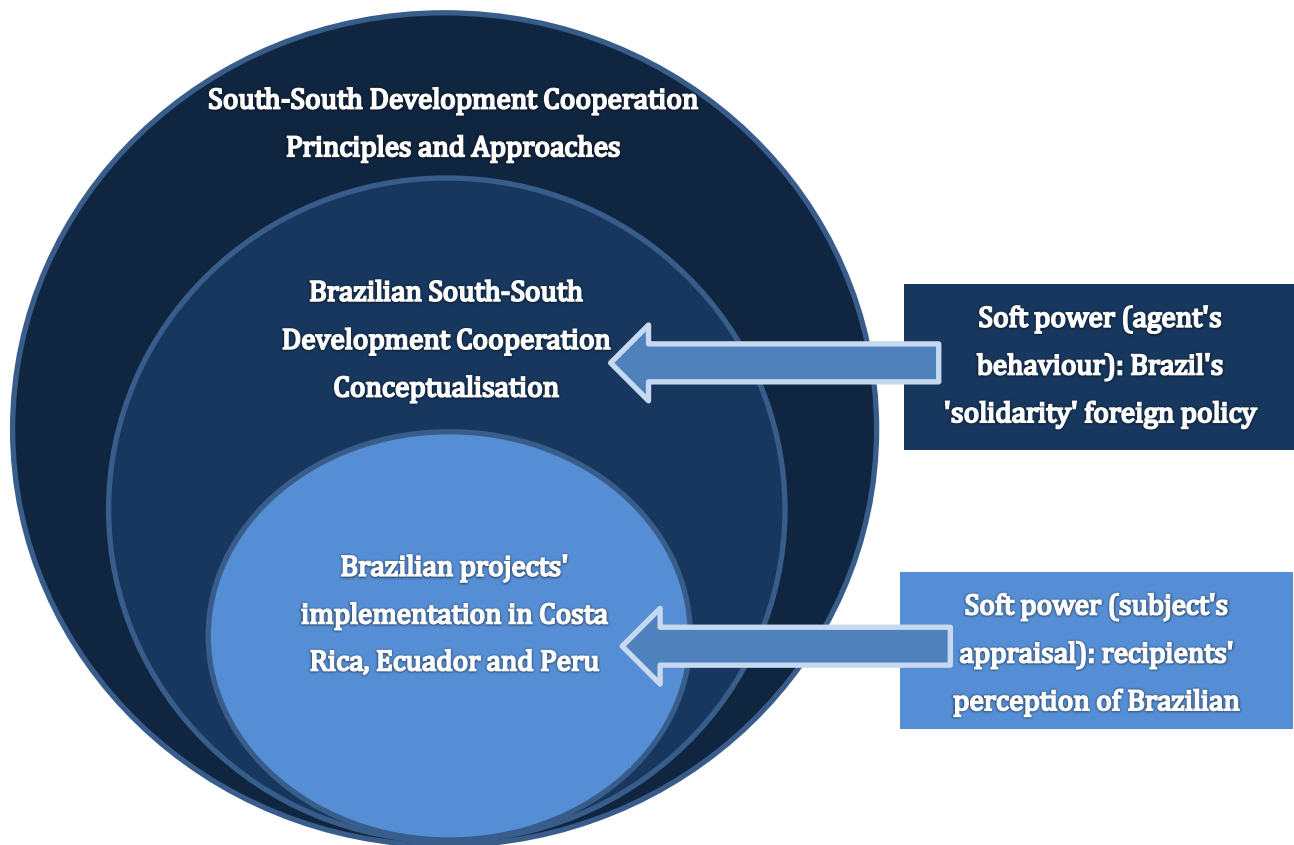 South-South Development Cooperation
Principles and Approaches
Brazilian South-South
Development Cooperation
Conceptualisation
Soft power (agent's
behaviour): Brazil's
'solidarity' foreign policy
Brazilian projects'
implementation in Costa
Rica, Ecuador and Peru
Soft power (subject's
appraisal): recipients'
perception of Brazilian